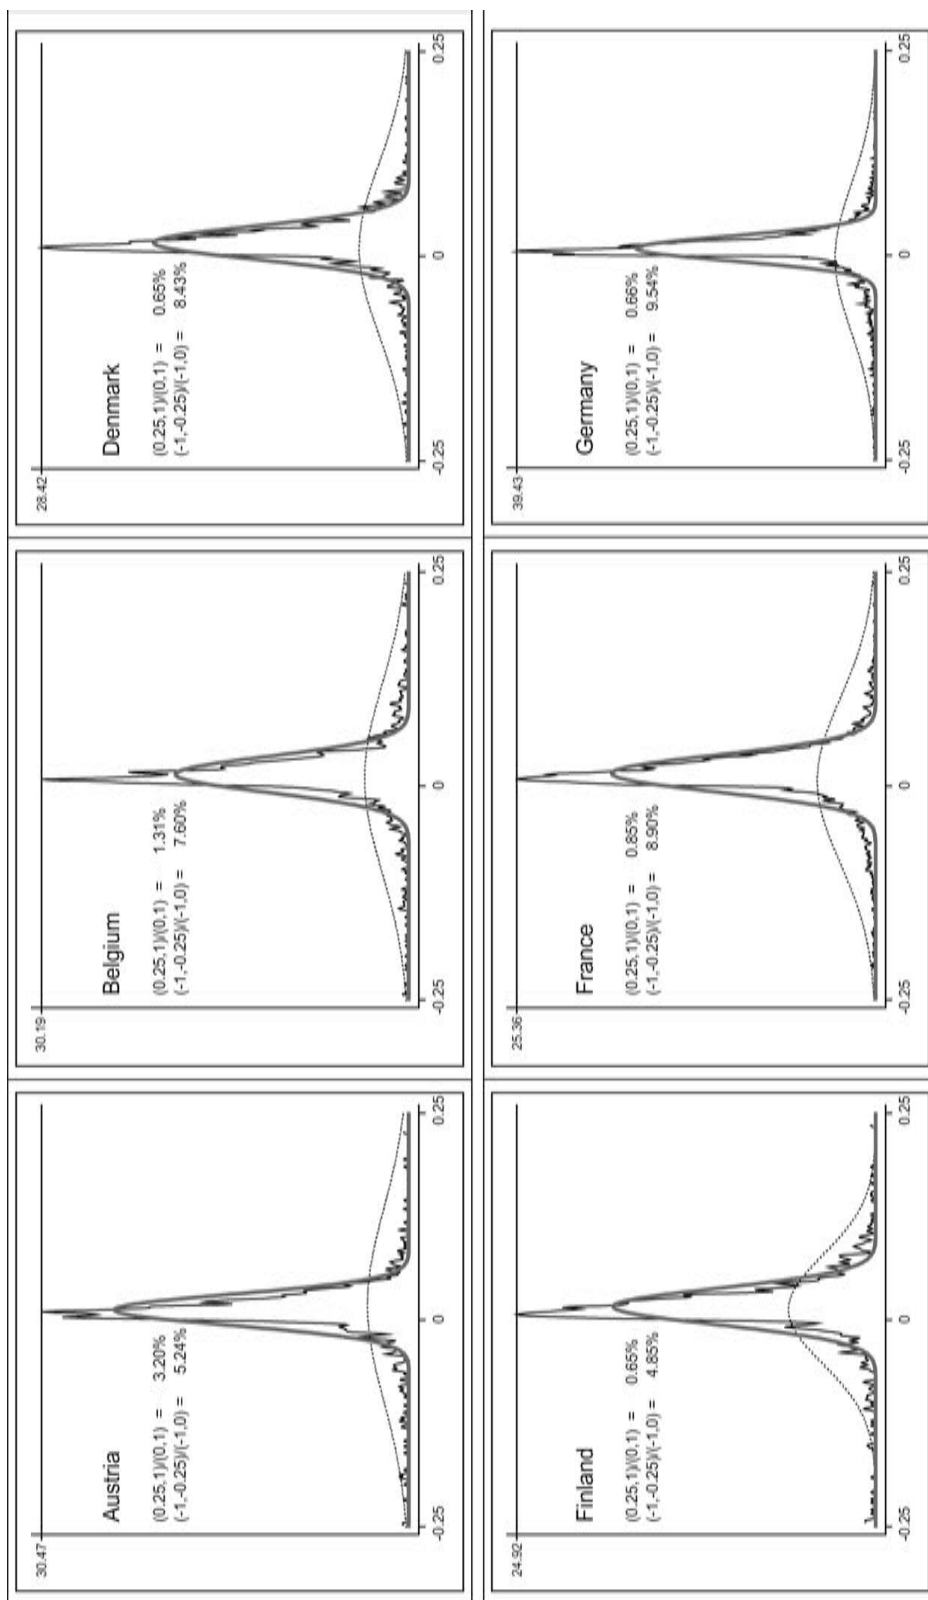 30.47
Austria
(0.25,1)/(0,1) = 3.20%
(-1,-0.25)/(-1,0) = 5.24%
-0.25 0 0.25
30.19
Belgium
(0.25,1)/(0,1) = 1.31%
(-1,-0.25)/(-1,0) = 7.60%
-0.25 0 0.25
28.42
Denmark
(0.25,1)/(0,1) = 0.65%
(-1,-0.25)/(-1,0) = 8.43%
-0.25 0 0.25
24.92
Finland
(0.25,1)/(0,1) = 0.65%
(-1,-0.25)/(-1,0) = 4.85%
-0.25 0 0.25
25.36
France
(0.25,1)/(0,1) = 0.85%
(-1,-0.25)/(-1,0) = 8.90%
-0.25 0 0.25
39.43
Germany
(0.25,1)/(0,1) = 0.66%
(-1,-0.25)/(-1,0) = 9.54%
-0.25 0 0.25